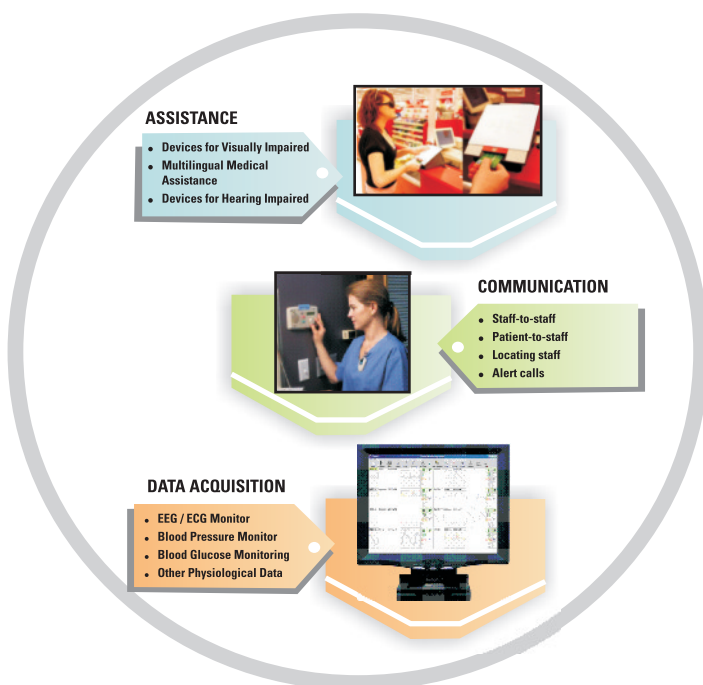 ASSISTANCE
• Devices for Visually Impaired
• Multilingual Medical
Assistance
• Devices for Hearing Impaired
COMMUNICATION
• Staff-to-staff
• Patient-to-staff
• Locating staff
• Alert calls
DATA ACQUISITION
• EEG / ECG Monitor
• Blood Pressure Monitor
• Blood Glucose Monitoring
• Other Physiological Data